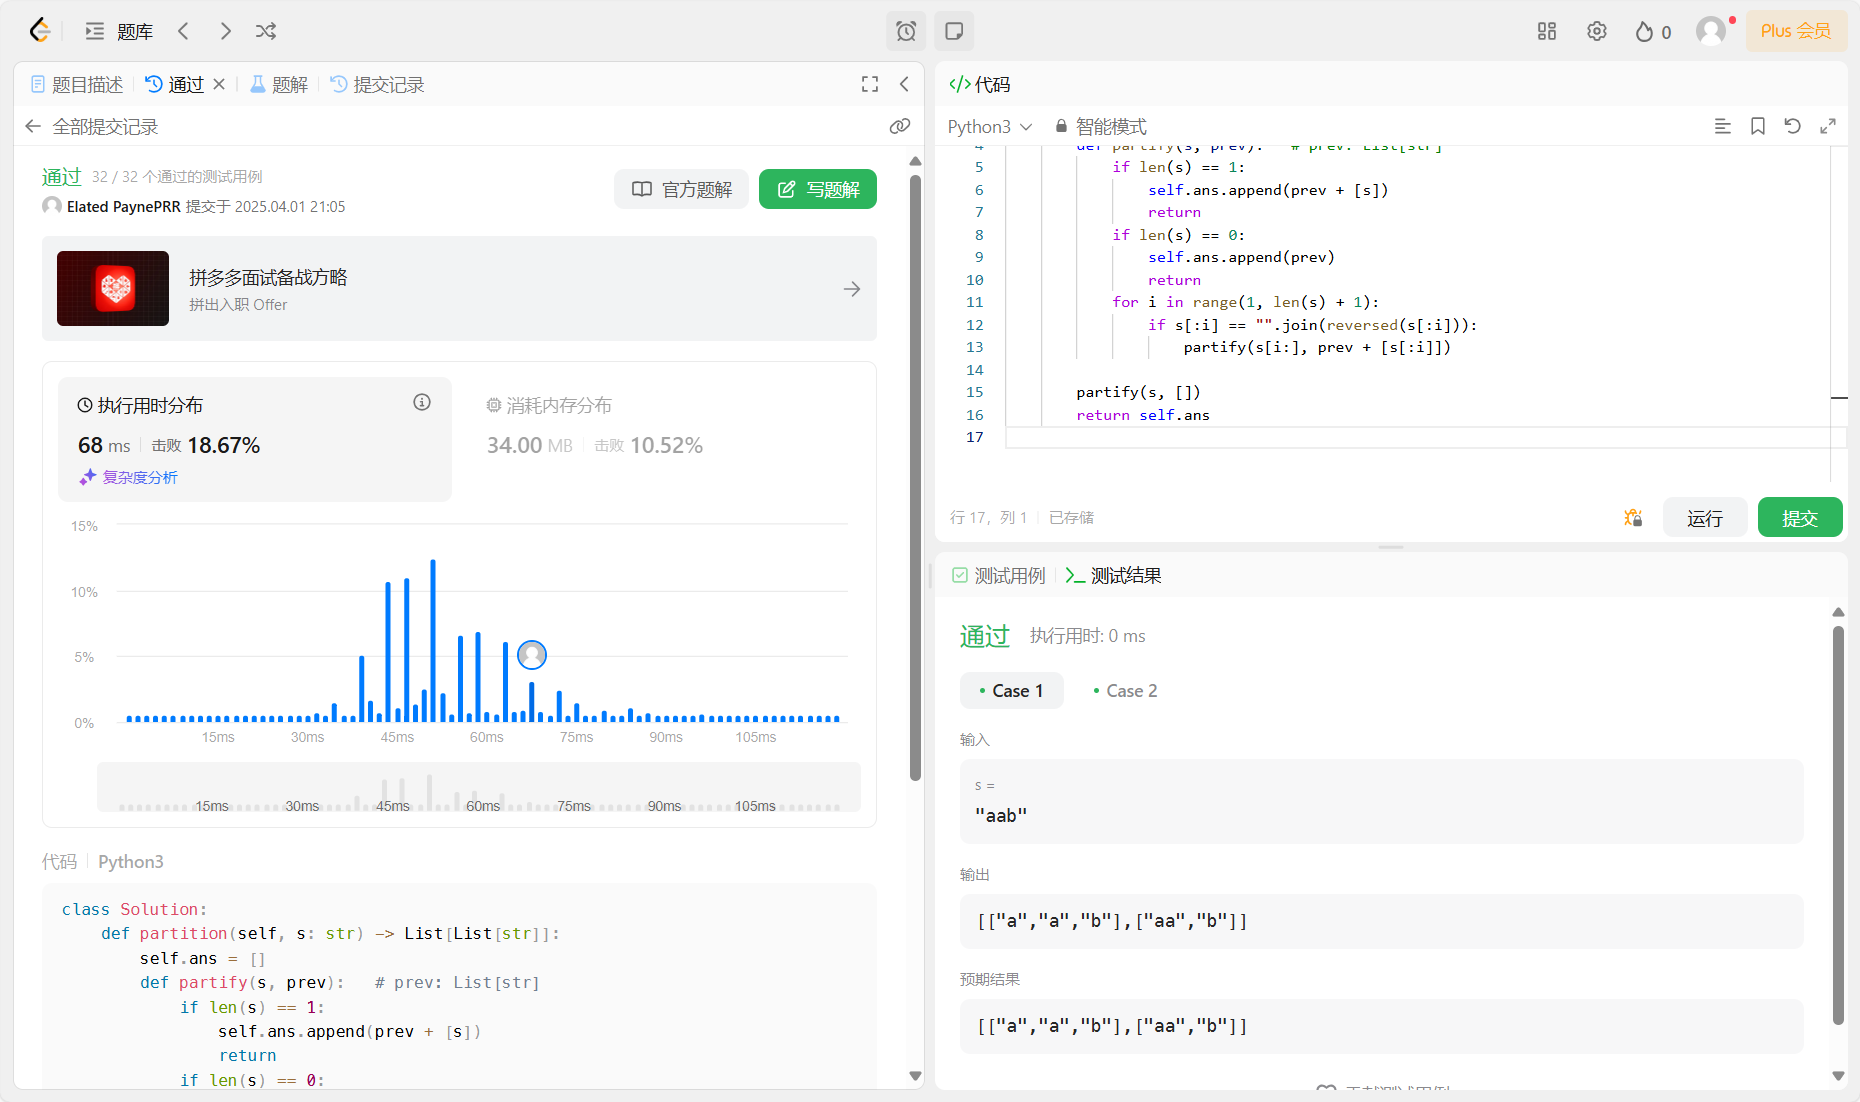 题库
0
Plus 会员
题目描述
通过
题解
提交记录
全部提交记录
通过 32 / 32 个通过的测试用例
Elated PaynePRR 提交于 2025.04.01 21:05
官方题解
写题解
拼多多面试备战方略
拼出入职 Offer
执行用时分布
68 ms 击败 18.67%
复杂度分析
消耗内存分布
34.00 MB 击败 10.52%
15%
10%
5%
0%
15ms 30ms 45ms 60ms 75ms 90ms 105ms
15ms 30ms 45ms 60ms 75ms 90ms 105ms
代码 Python3
class Solution:
    def partition(self, s: str) -> List[List[str]]:
        self.ans = []
        def partify(s, prev):   # prev: List[str]
            if len(s) == 1:
                self.ans.append(prev + [s])
                return
            if len(s) == 0:
</> 代码
Python3 智能模式
4 def partify(s, prev):   # prev: List[str]
5 if len(s) == 1:
6 self.ans.append(prev + [s])
7 return
8 if len(s) == 0:
9 self.ans.append(prev)
10 return
11 for i in range(1, len(s) + 1):
12 if s[:i] == "".join(reversed(s[:i])):
13 partify(s[i:], prev + [s[:i]])
14
15 partify(s, [])
16 return self.ans
17
行 17, 列 1 已存储
运行
提交
测试用例
测试结果
通过 执行用时: 0 ms
Case 1
Case 2
输入
s =
"aab"
输出
[["a","a","b"],["aa","b"]]
预期结果
[["a","a","b"],["aa","b"]]